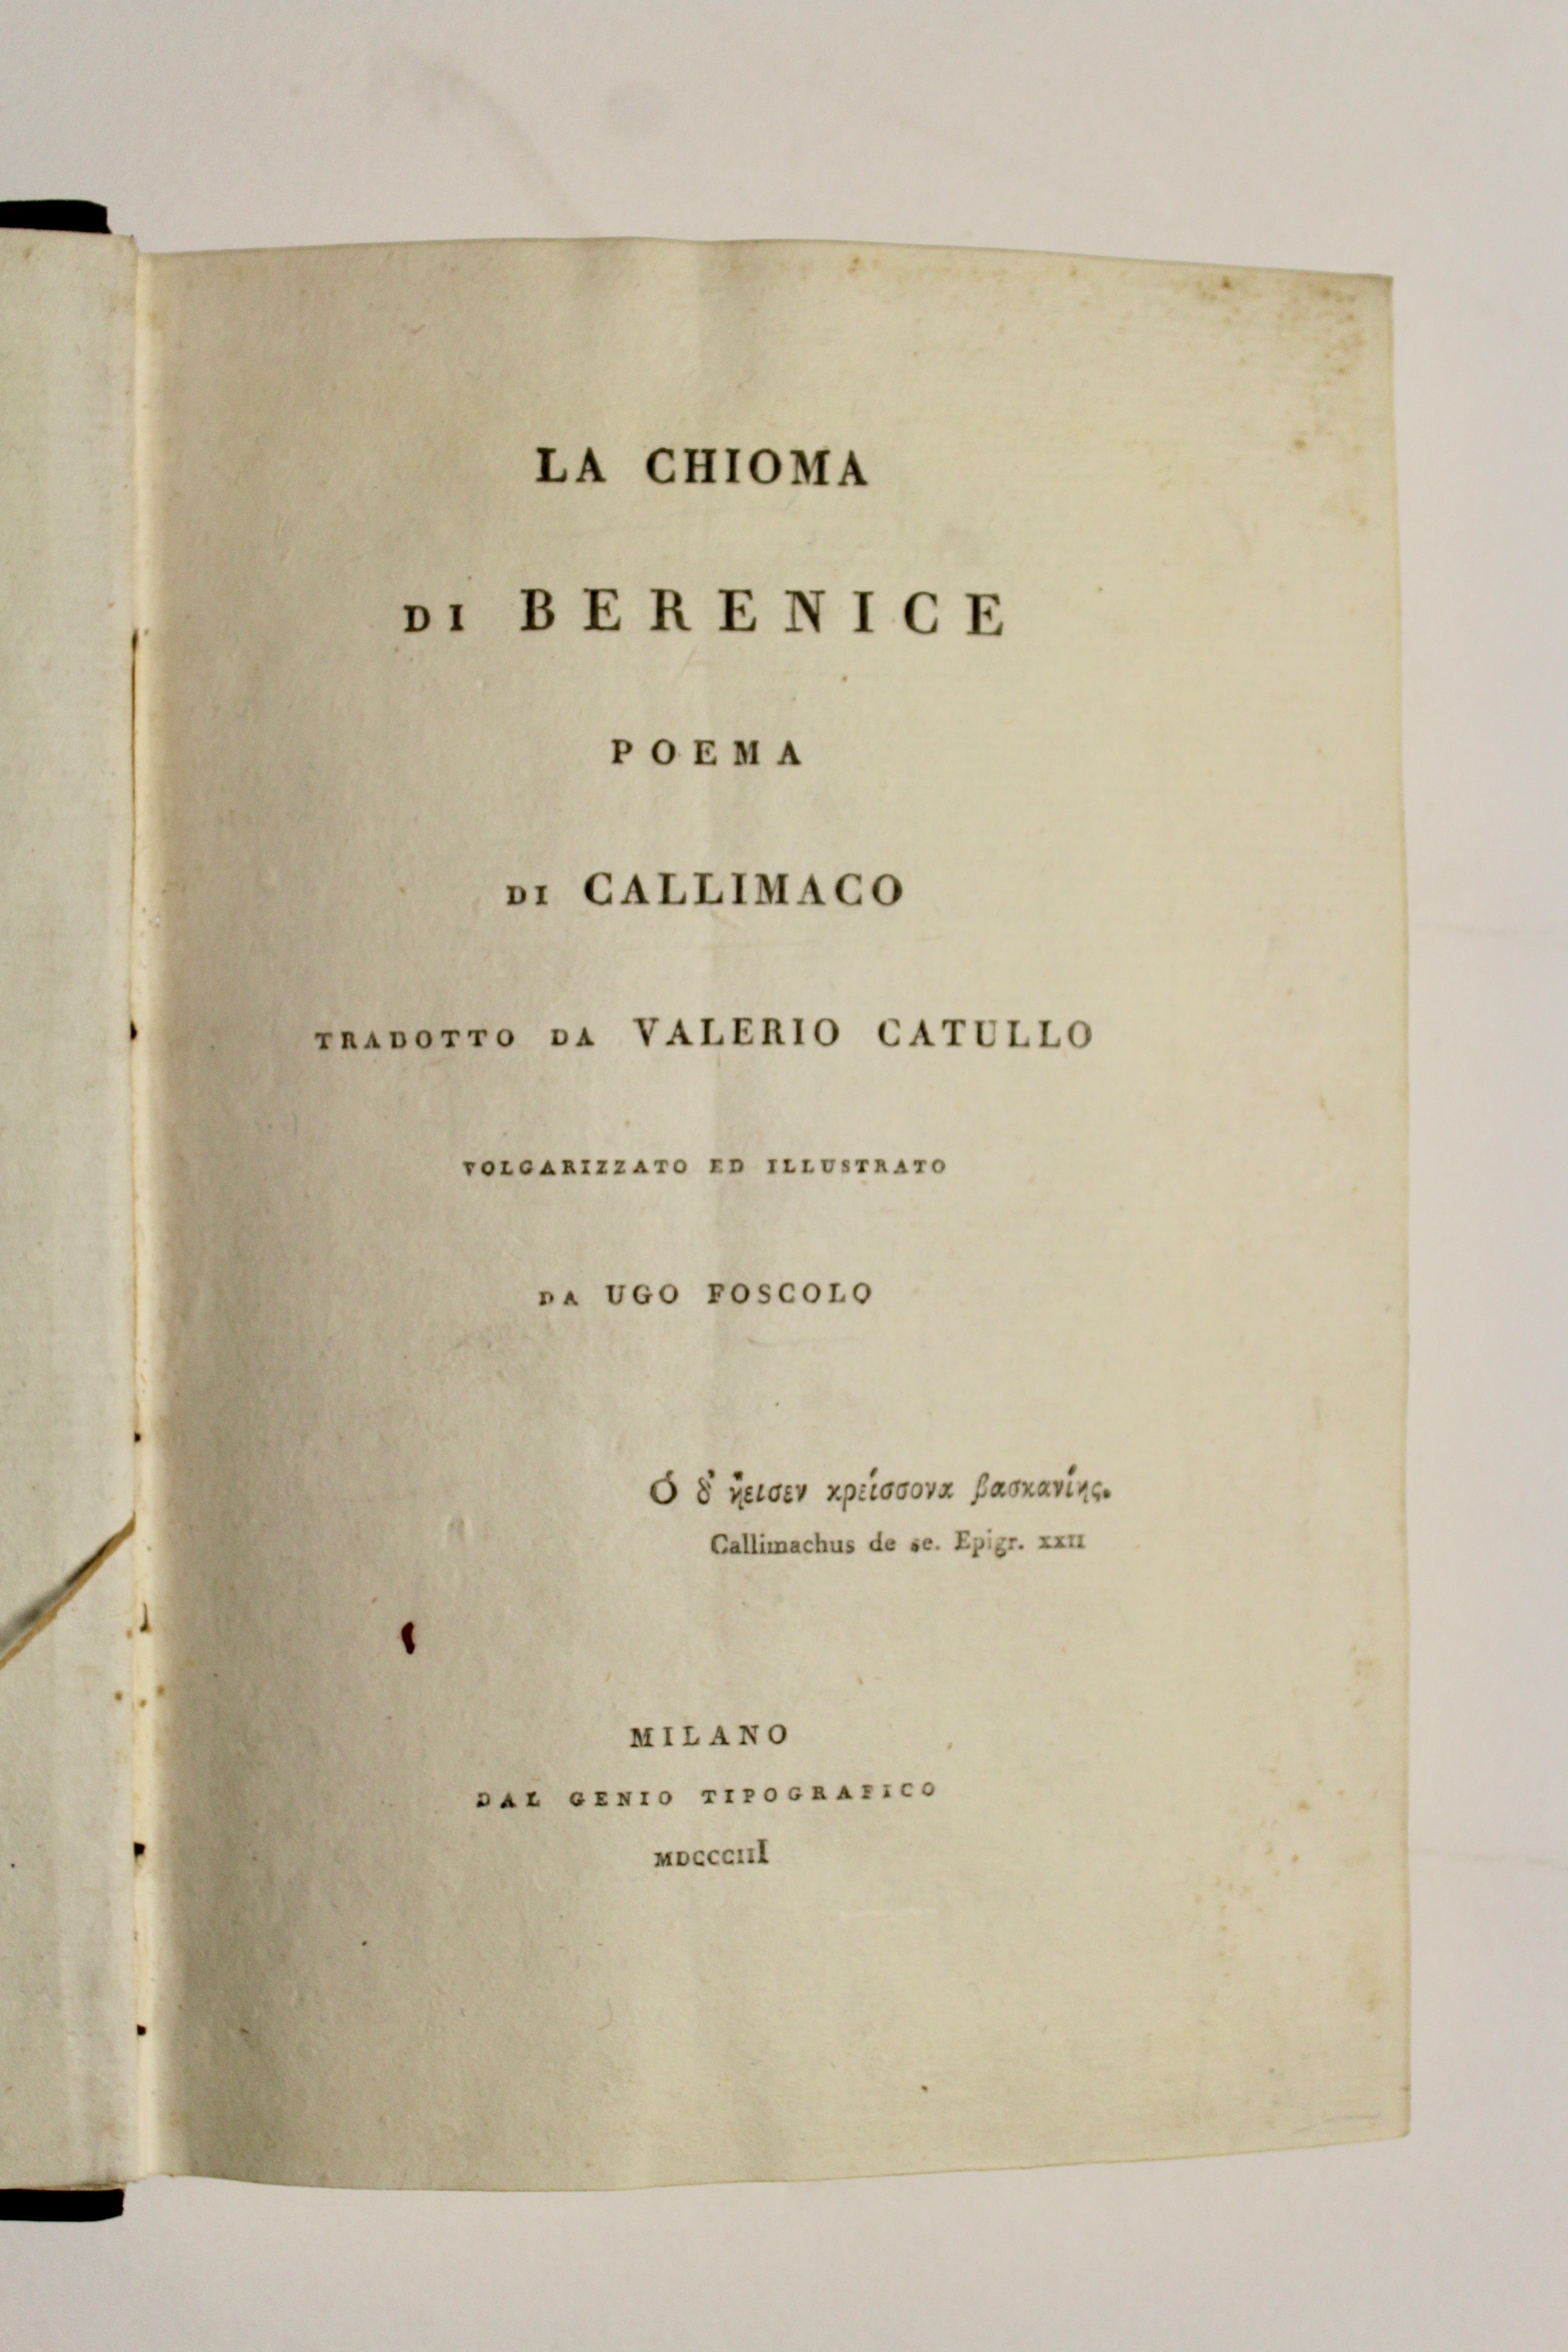 LA CHIOMA
DI BERENICE
POEMA
DI CALLIMACO
TRADOTTO DA VALERIO CATULLO
VOLGARIZZATO ED ILLUSTRATO
DA UGO FOSCOLO
Ὁ δ' ἤεισεν κρείσσονα βασκανίης.
Callimachus de se. Epigr. XXII
MILANO
DAL GENIO TIPOGRAFICO
MDCCCIII